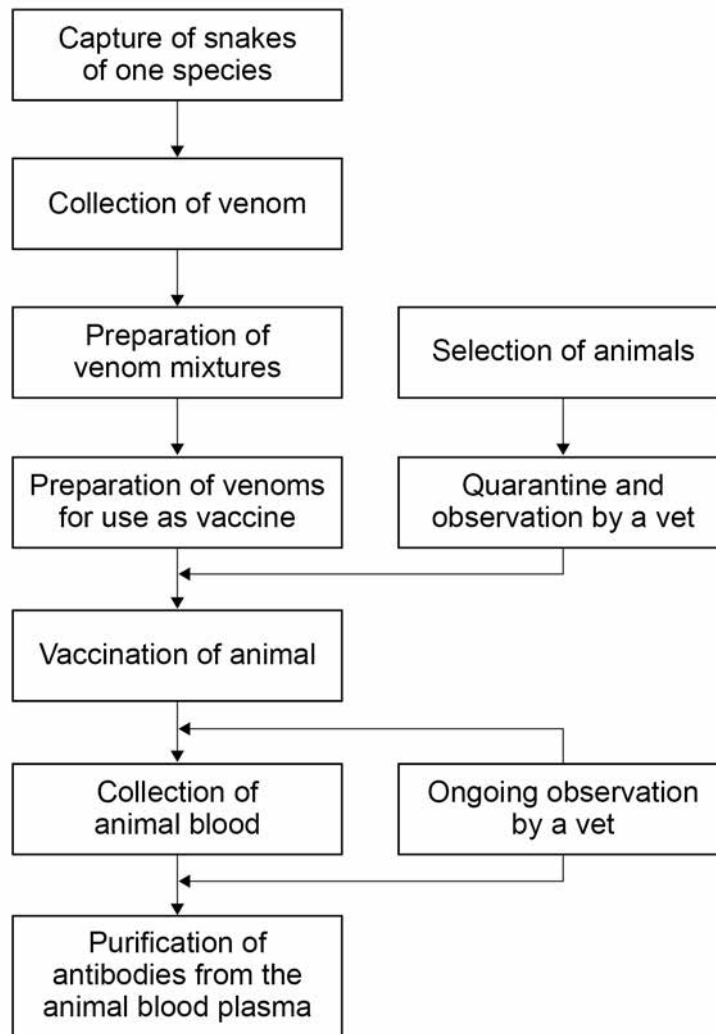 Capture of snakes
of one species
Collection of venom
Preparation of
venom mixtures
Selection of animals
Preparation of venoms
for use as vaccine
Quarantine and
observation by a vet
Vaccination of animal
Collection of
animal blood
Ongoing observation
by a vet
Purification of
antibodies from the
animal blood plasma